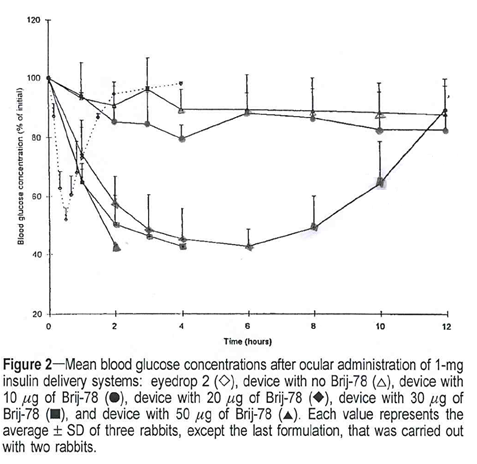 120
100
80
60
40
20
0
2
4
6
8
10
12
Blood glucose concentration (% of initial)
Time (hours)
Figure 2—Mean blood glucose concentrations after ocular administration of 1-mg
insulin delivery systems: eyedrop 2 (◇), device with no Brij-78 (△), device with
10 μg of Brij-78 (●), device with 20 μg of Brij-78 (◆), device with 30 μg of
Brij-78 (■), and device with 50 μg of Brij-78 (▲). Each value represents the
average ± SD of three rabbits, except the last formulation, that was carried out
with two rabbits.